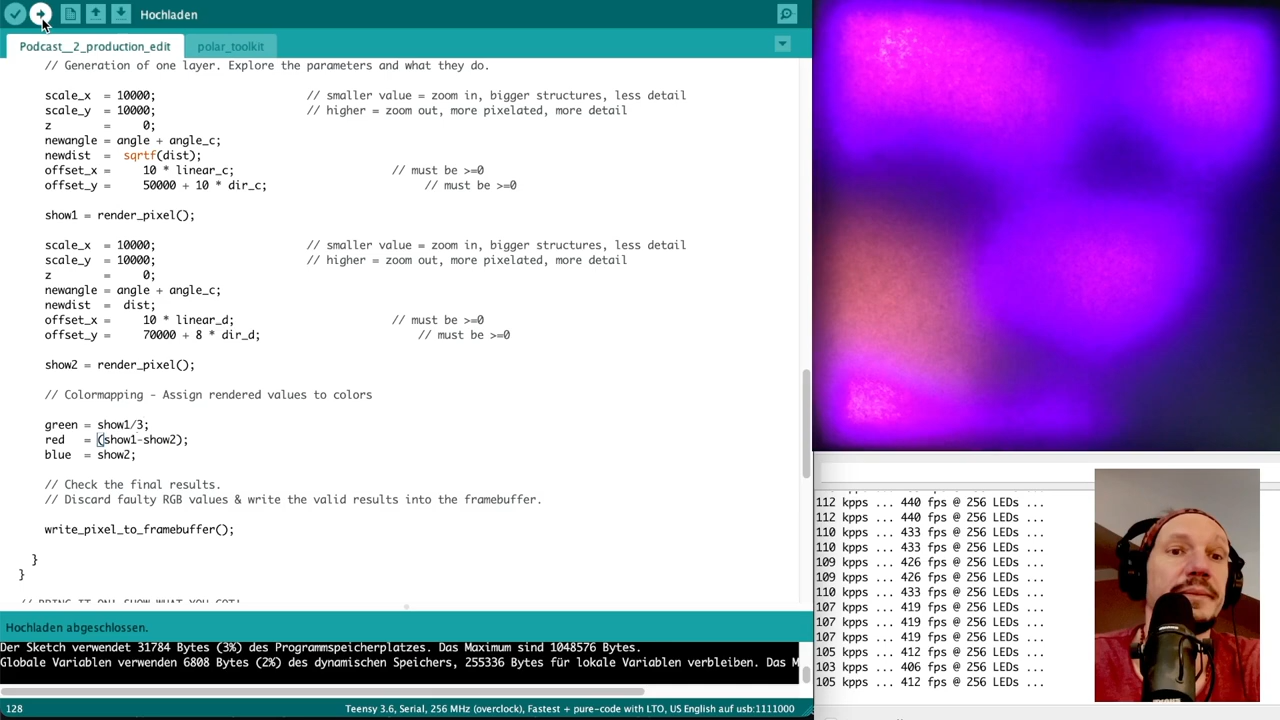 Hochladen
Podcast__2_production_edit
polar_toolkit
// Generation of one layer. Explore the parameters and what they do.
scale_x  = 10000;                       // smaller value = zoom in, bigger structures, less detail
scale_y  = 10000;                       // higher = zoom out, more pixelated, more detail
z        =     0;
newangle = angle + angle_c;
newdist  =  sqrtf(dist);
offset_x =     10 * linear_c;                        // must be >=0
offset_y =     50000 + 10 * dir_c;                        // must be >=0
show1 = render_pixel();
scale_x  = 10000;                       // smaller value = zoom in, bigger structures, less detail
scale_y  = 10000;                       // higher = zoom out, more pixelated, more detail
z        =     0;
newangle = angle + angle_c;
newdist  =  dist;
offset_x =     10 * linear_d;                        // must be >=0
offset_y =     70000 + 8 * dir_d;                        // must be >=0
show2 = render_pixel();
// Colormapping - Assign rendered values to colors
green = show1/3;
red   = (show1-show2);
blue  = show2;
// Check the final results.
// Discard faulty RGB values & write the valid results into the framebuffer.
write_pixel_to_framebuffer();
}
}
Hochladen abgeschlossen.
Der Sketch verwendet 31784 Bytes (3%) des Programmspeicherplatzes. Das Maximum sind 1048576 Bytes.
Globale Variablen verwenden 6808 Bytes (2%) des dynamischen Speichers, 255336 Bytes für lokale Variablen verbleiben. Das M
128
Teensy 3.6, Serial, 256 MHz (overclock), Fastest + pure-code with LTO, US English auf usb:1111000
112 kpps ... 440 fps @ 256 LEDs ...
112 kpps ... 440 fps @ 256 LEDs ...
110 kpps ... 433 fps @ 256 LEDs ...
110 kpps ... 433 fps @ 256 LEDs ...
109 kpps ... 426 fps @ 256 LEDs ...
109 kpps ... 426 fps @ 256 LEDs ...
110 kpps ... 433 fps @ 256 LEDs ...
107 kpps ... 419 fps @ 256 LEDs ...
107 kpps ... 419 fps @ 256 LEDs ...
107 kpps ... 419 fps @ 256 LEDs ...
105 kpps ... 412 fps @ 256 LEDs ...
103 kpps ... 406 fps @ 256 LEDs ...
105 kpps ... 412 fps @ 256 LEDs ...